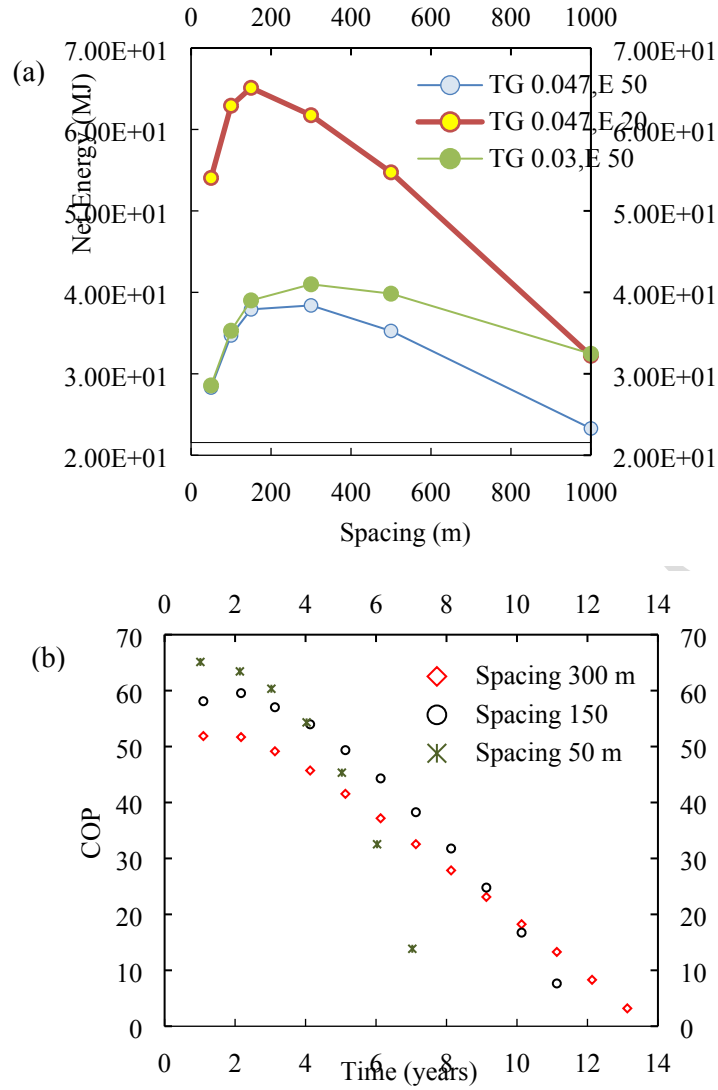 0 200 400 600 800 1000
(a)
7.00E+01 7.00E+01
TG 0.047,E 50
6.00E+01 TG 0.047,E 20 6.00E+01
TG 0.03,E 50
Net Energy (MJ)
5.00E+01 5.00E+01
4.00E+01 4.00E+01
3.00E+01 3.00E+01
2.00E+01 2.00E+01
0 200 400 600 800 1000
Spacing (m)
0 2 4 6 8 10 12 14
(b)
70 70
Spacing 300 m
60 60
Spacing 150
Spacing 50 m
50 50
40 40
COP
30 30
20 20
10 10
0 0
0 2 4 6 8 10 12 14
Time (years)